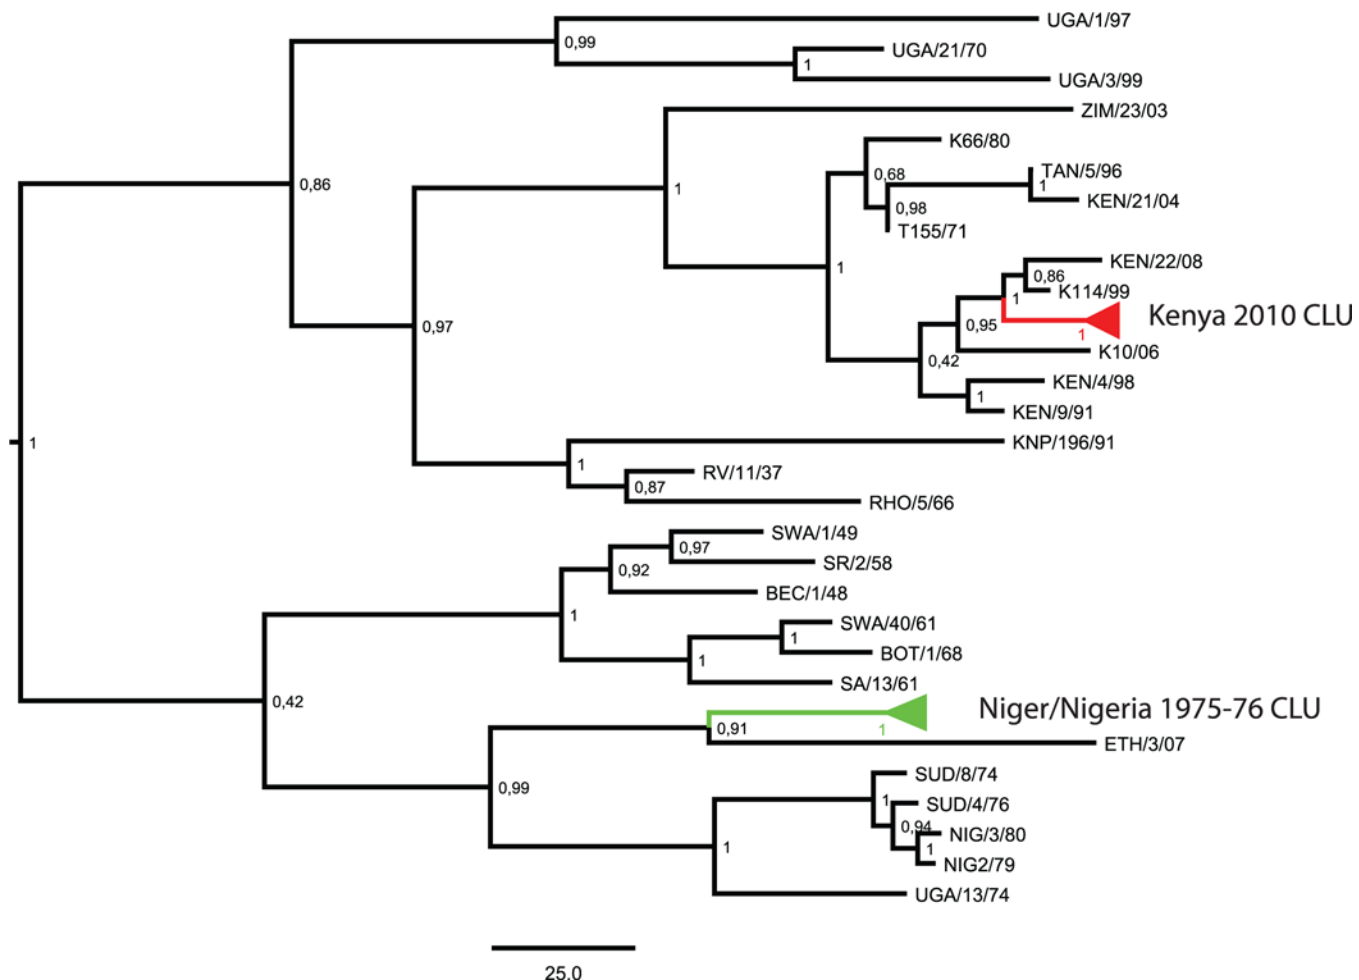 UGA/1/97
0,99
UGA/21/70
1
UGA/3/99
ZIM/23/03
K66/80
0,68
TAN/5/96
1
0,86
1
KEN/21/04
0,98
T155/71
KEN/22/08
1
0,86
K114/99
1
Kenya 2010 CLU
0,97
0,95
1
K10/06
0,42
KEN/4/98
1
KEN/9/91
1
KNP/196/91
1
RV/11/37
0,87
RHO/5/66
SWA/1/49
0,97
SR/2/58
0,92
BEC/1/48
1
SWA/40/61
1
BOT/1/68
1
SA/13/61
0,42
Niger/Nigeria 1975-76 CLU
0,91
1
ETH/3/07
SUD/8/74
0,99
1
SUD/4/76
0,94
NIG/3/80
1
1
NIG2/79
UGA/13/74
25.0